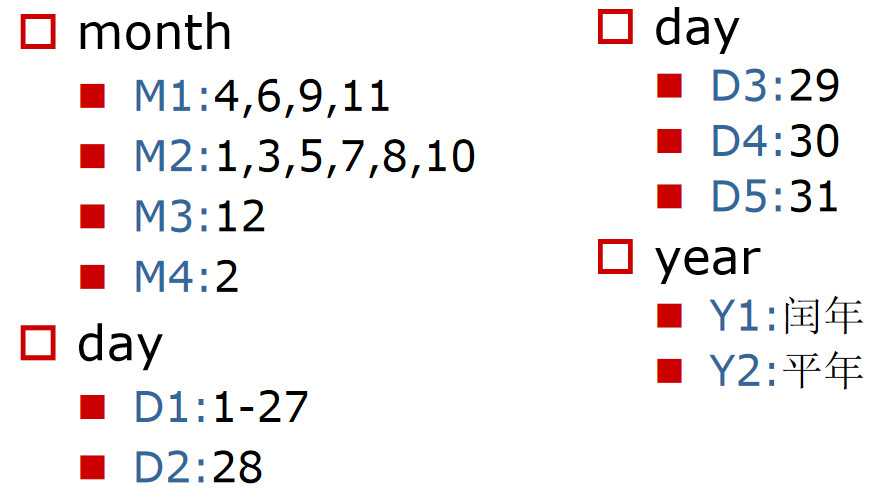 month
M1:4,6,9,11
M2:1,3,5,7,8,10
M3:12
M4:2
day
D1:1-27
D2:28
day
D3:29
D4:30
D5:31
year
Y1:闰年
Y2:平年